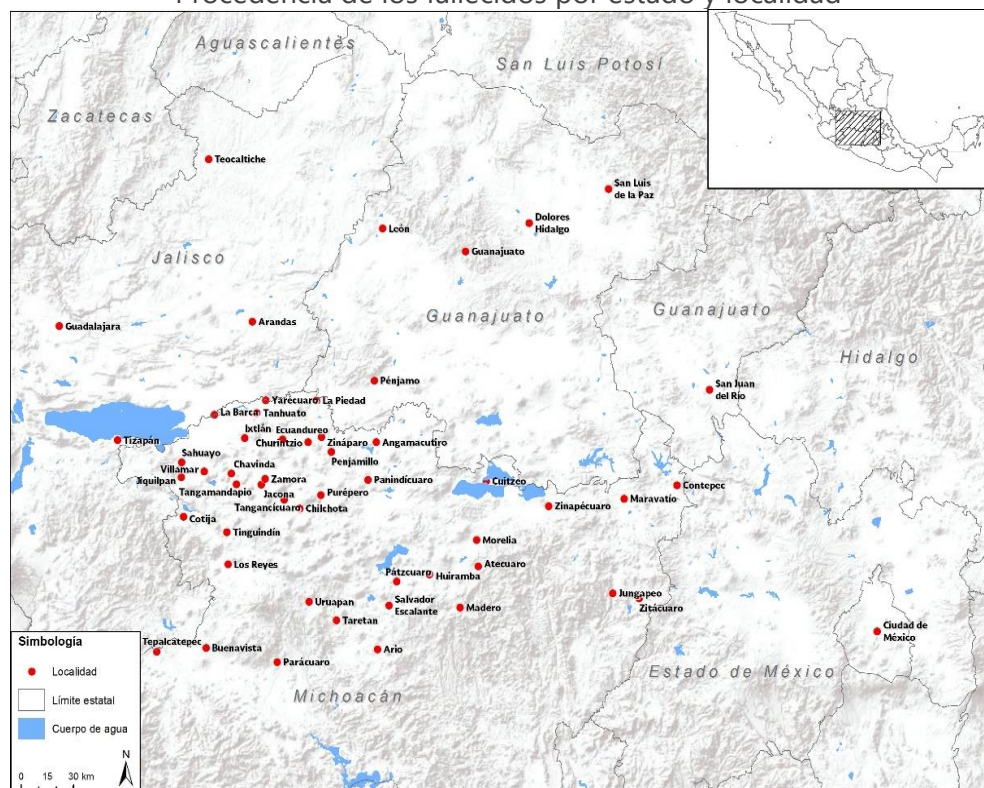 Procedencia de los fallecidos por estado y localidad
Aguascalientes
San Luis Potosí
Zacatecas
Teocaltiche
San Luis
de la Paz
Dolores
Hidalgo
León
Guanajuato
Jalisco
Guadalajara
Arandas
Guanajuato
Guanajuato
Hidalgo
Pénjamo
San Juan
del Río
Yarecuaro
La Piedad
La Barca
Tanhuato
Ixtlán
Ecuandureo
Tizapán
Churintzio
Zináparo
Angamacutiro
Sahuayo
Penjamillo
Villamar
Chavinda
Jiquilpan
Zamora
Panindícuaro
Cuitzeo
Contepec
Tangamandapio
Jacona
Purépero
Maravatío
Tangancícuaro
Chilchota
Zinapécuaro
Cotija
Tinguindín
Morelia
Los Reyes
Atecuaro
Pátzcuaro
Huiramba
Jungapeo
Zitácuaro
Uruapan
Salvador
Escalante
Madero
Taretan
Ciudad de
México
Tepalcatepec
Buenavista
Ario
Parácuaro
Estado de México
Michoacán
Simbología
Localidad
Límite estatal
Cuerpo de agua
N
0 15 30 km